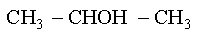 CH₃ – CHOH – CH₃